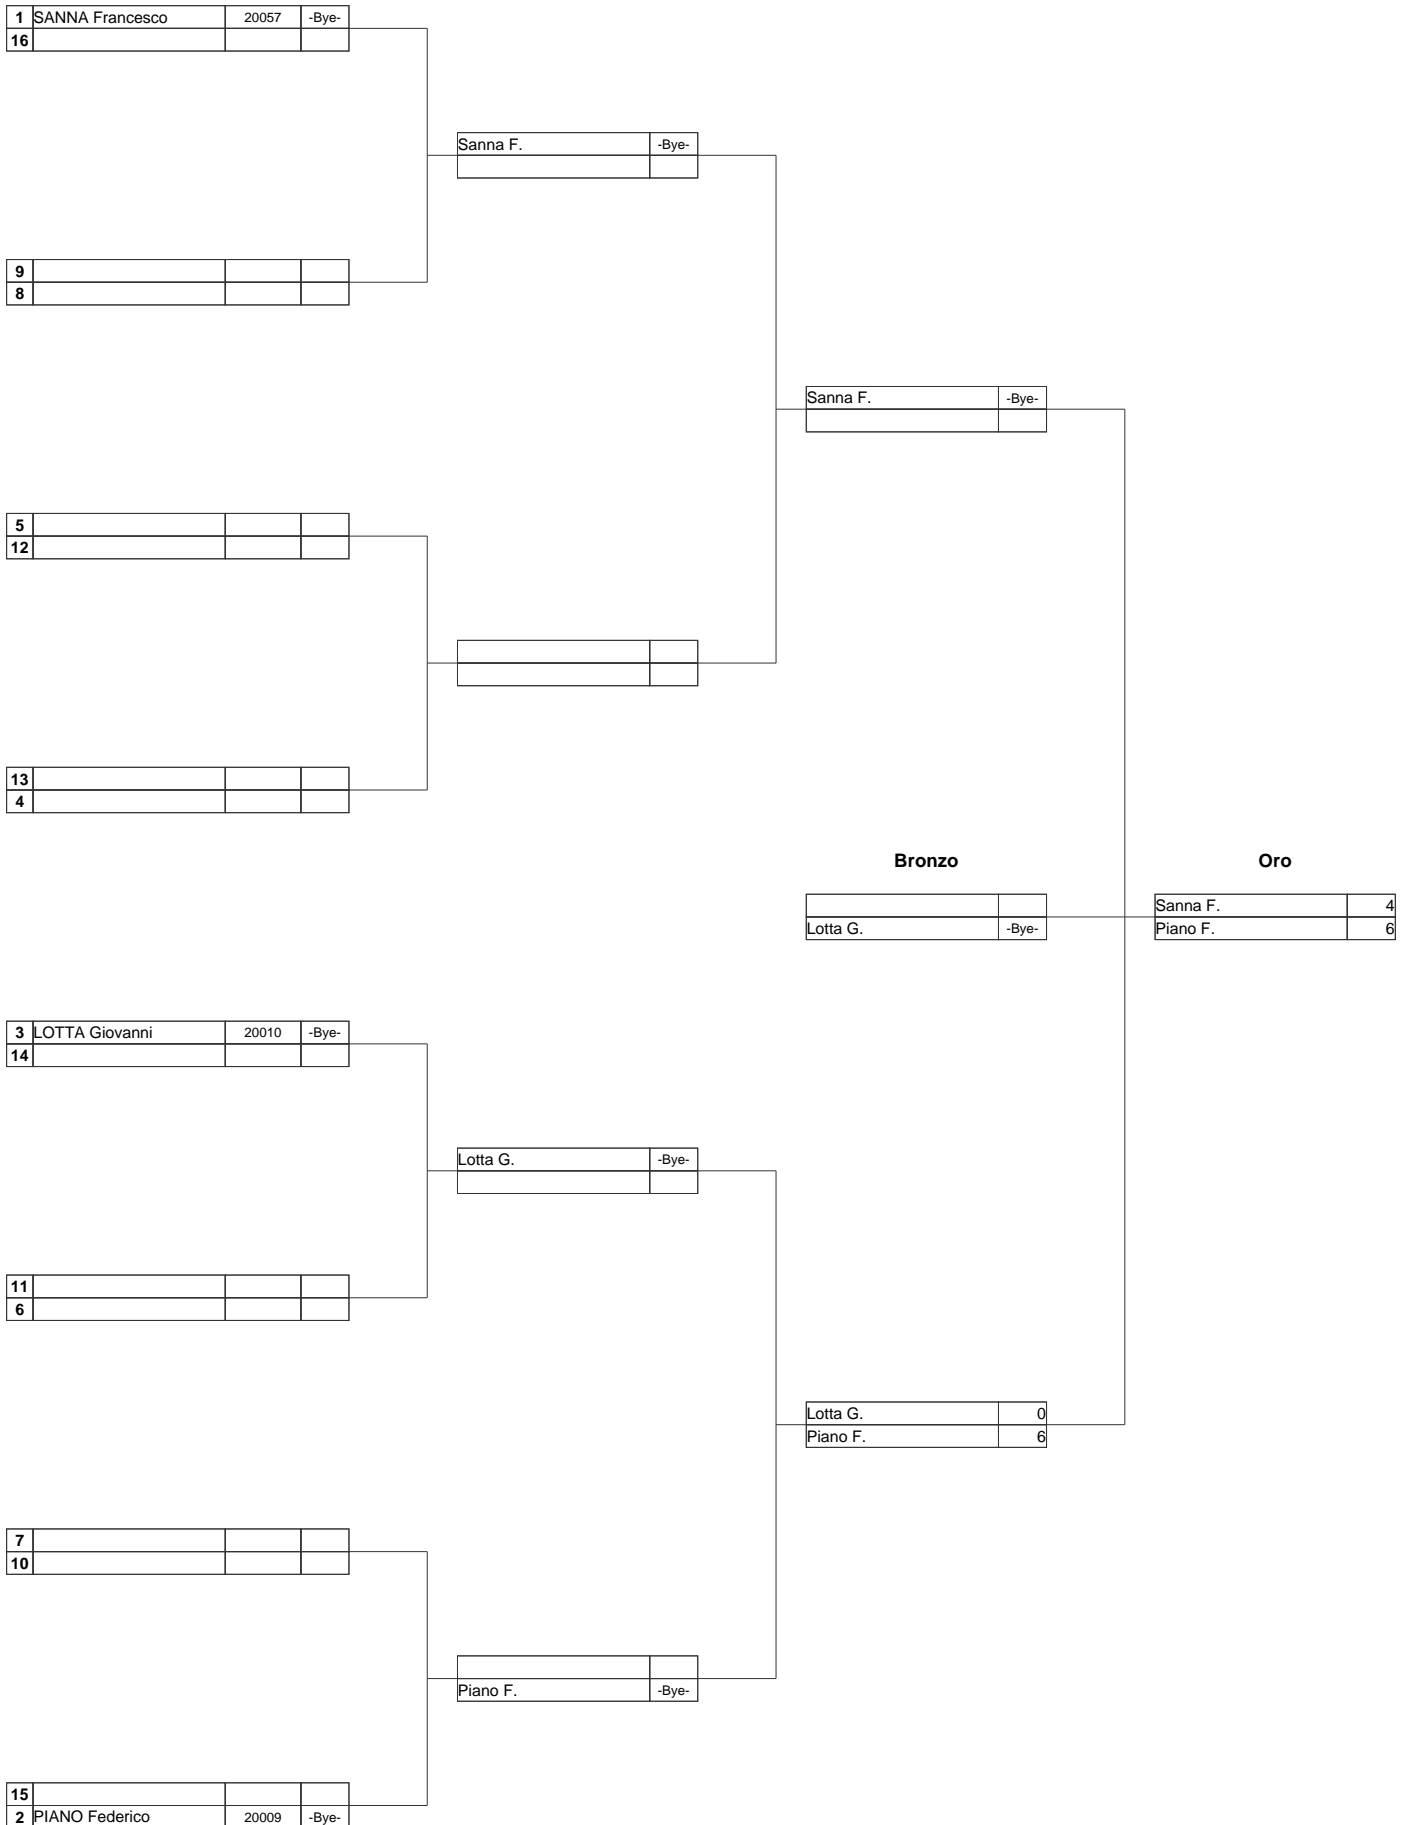 1 SANNA Francesco 20057 -Bye-
16
Sanna F. -Bye-
9
8
Sanna F. -Bye-
5
12
13
4
Bronzo Oro
Sanna F. 4
Lotta G. -Bye- Piano F. 6
3 LOTTA Giovanni 20010 -Bye-
14
Lotta G. -Bye-
11
6
Lotta G. 0
Piano F. 6
7
10
Piano F. -Bye-
15
2 PIANO Federico 20009 -Bye-